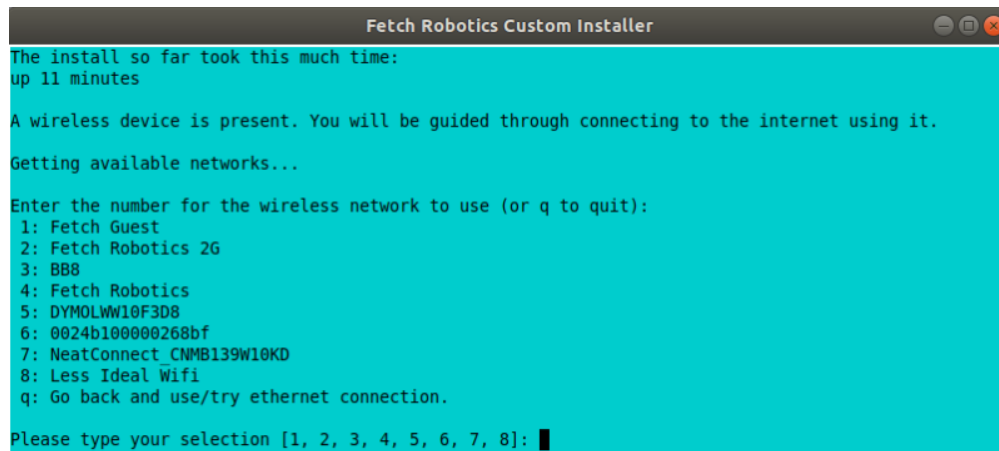 Fetch Robotics Custom Installer
The install so far took this much time:
up 11 minutes
A wireless device is present. You will be guided through connecting to the internet using it.
Getting available networks...
Enter the number for the wireless network to use (or q to quit):
1: Fetch Guest
2: Fetch Robotics 2G
3: BB8
4: Fetch Robotics
5: DYMOLWW10F3D8
6: 0024b100000268bf
7: NeatConnect_CNMB139W10KD
8: Less Ideal Wifi
q: Go back and use/try ethernet connection.
Please type your selection [1, 2, 3, 4, 5, 6, 7, 8]: